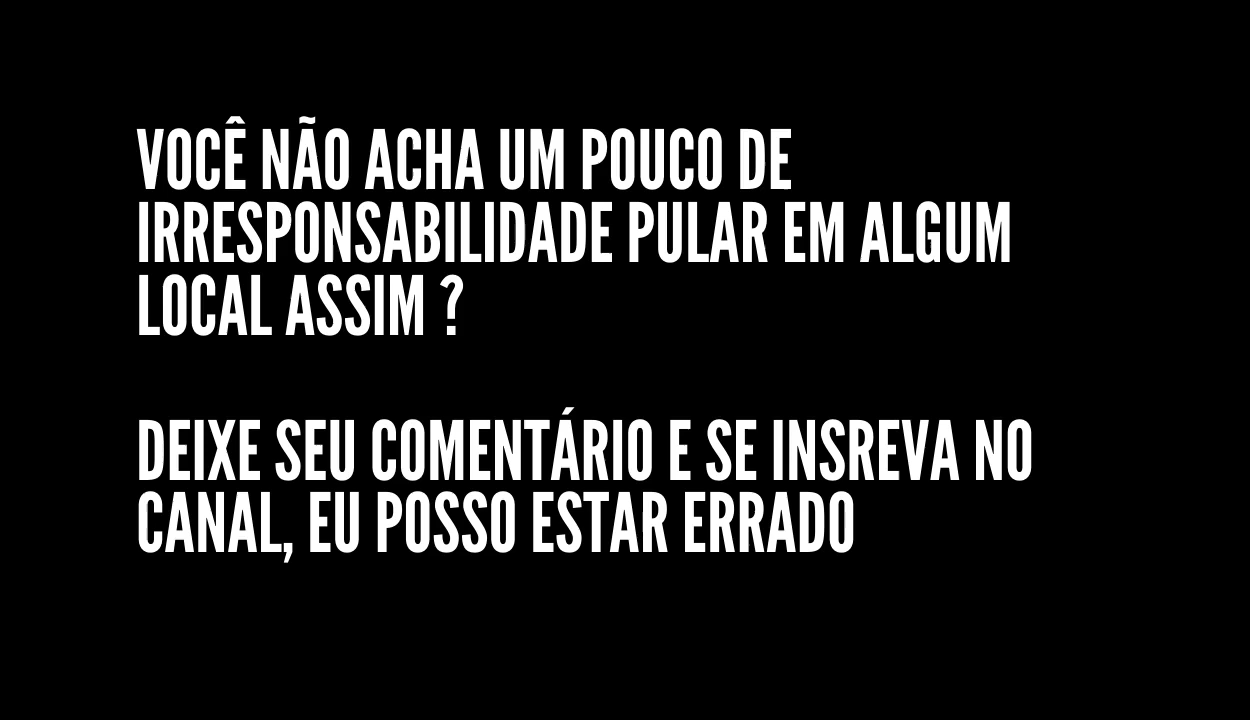 VOCÊ NÃO ACHA UM POUCO DE
IRRESPONSABILIDADE PULAR EM ALGUM
LOCAL ASSIM ?
DEIXE SEU COMENTÁRIO E SE INSREVA NO
CANAL, EU POSSO ESTAR ERRADO